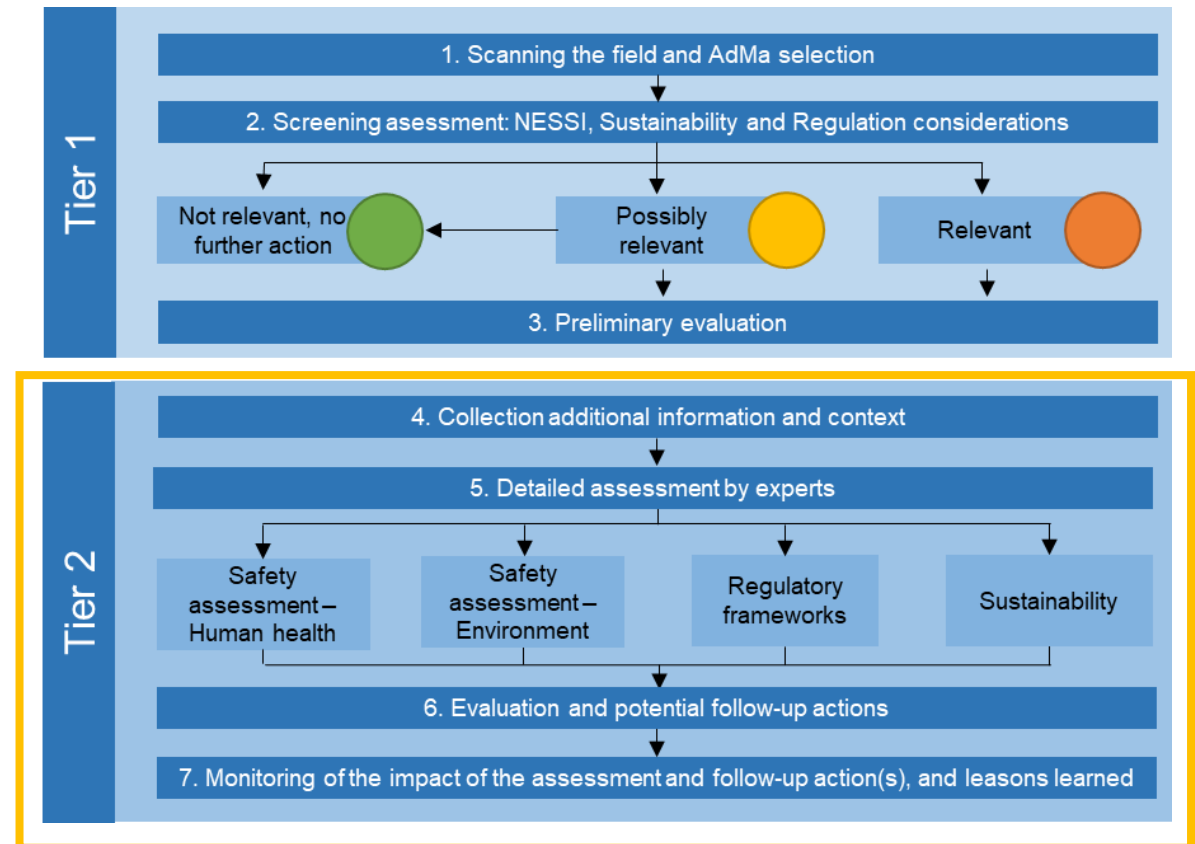 Tier 1
1. Scanning the field and AdMa selection
2. Screening asessment: NESSI, Sustainability and Regulation considerations
Not relevant, no
further action
Possibly
relevant
Relevant
3. Preliminary evaluation
Tier 2
4. Collection additional information and context
5. Detailed assessment by experts
Safety
assessment–
Human health
Safety
assessment–
Environment
Regulatory
frameworks
Sustainability
6. Evaluation and potential follow-up actions
7. Monitoring of the impact of the assessment and follow-up action(s), and leasons learned